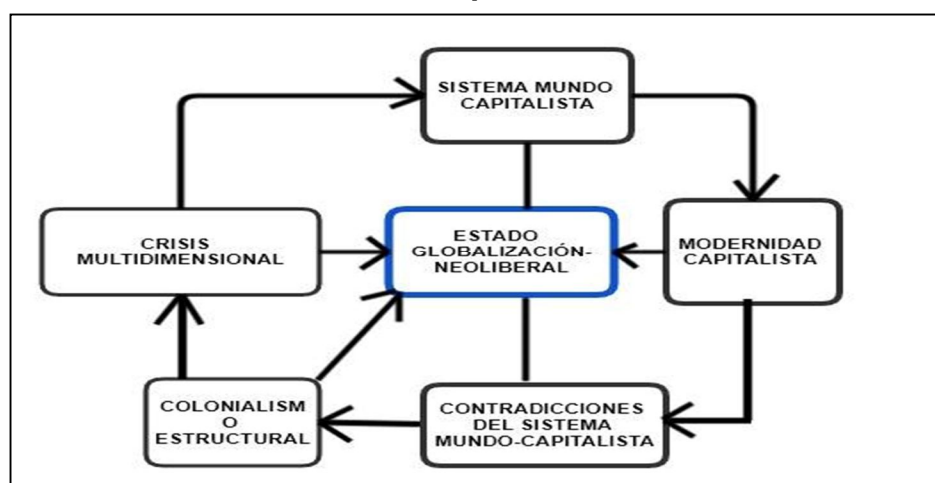 SISTEMA MUNDO
CAPITALISTA
CRISIS
MULTIDIMENSIONAL
ESTADO
GLOBALIZACIÓN-
NEOLIBERAL
MODERNIDAD
CAPITALISTA
COLONIALISM
O
ESTRUCTURAL
CONTRADICCIONES
DEL SISTEMA
MUNDO-CAPITALISTA